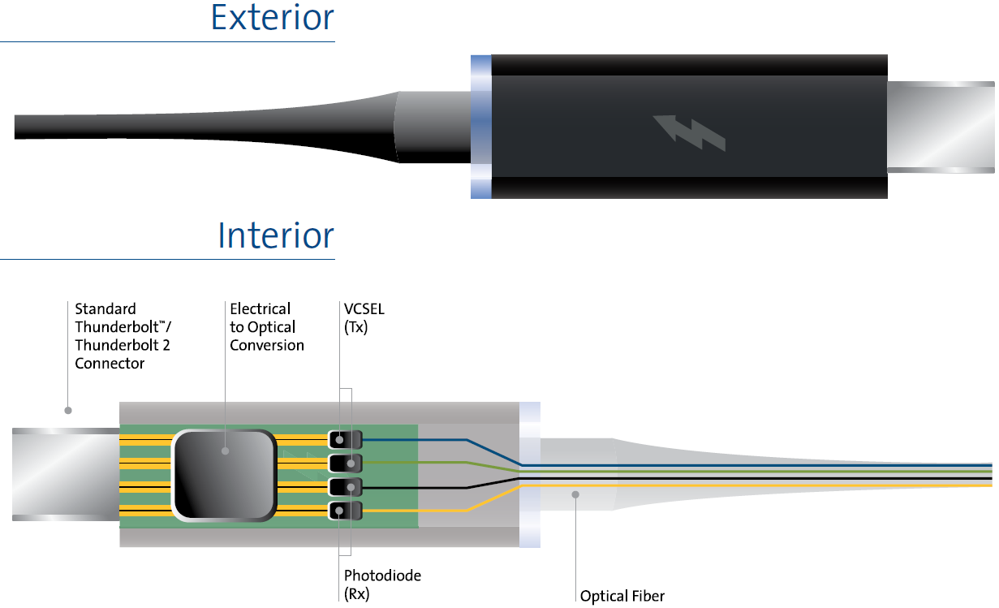 Exterior
Interior
Standard
Thunderbolt™/
Thunderbolt 2
Connector
Electrical
to Optical
Conversion
VCSEL
(Tx)
Photodiode
(Rx)
Optical Fiber